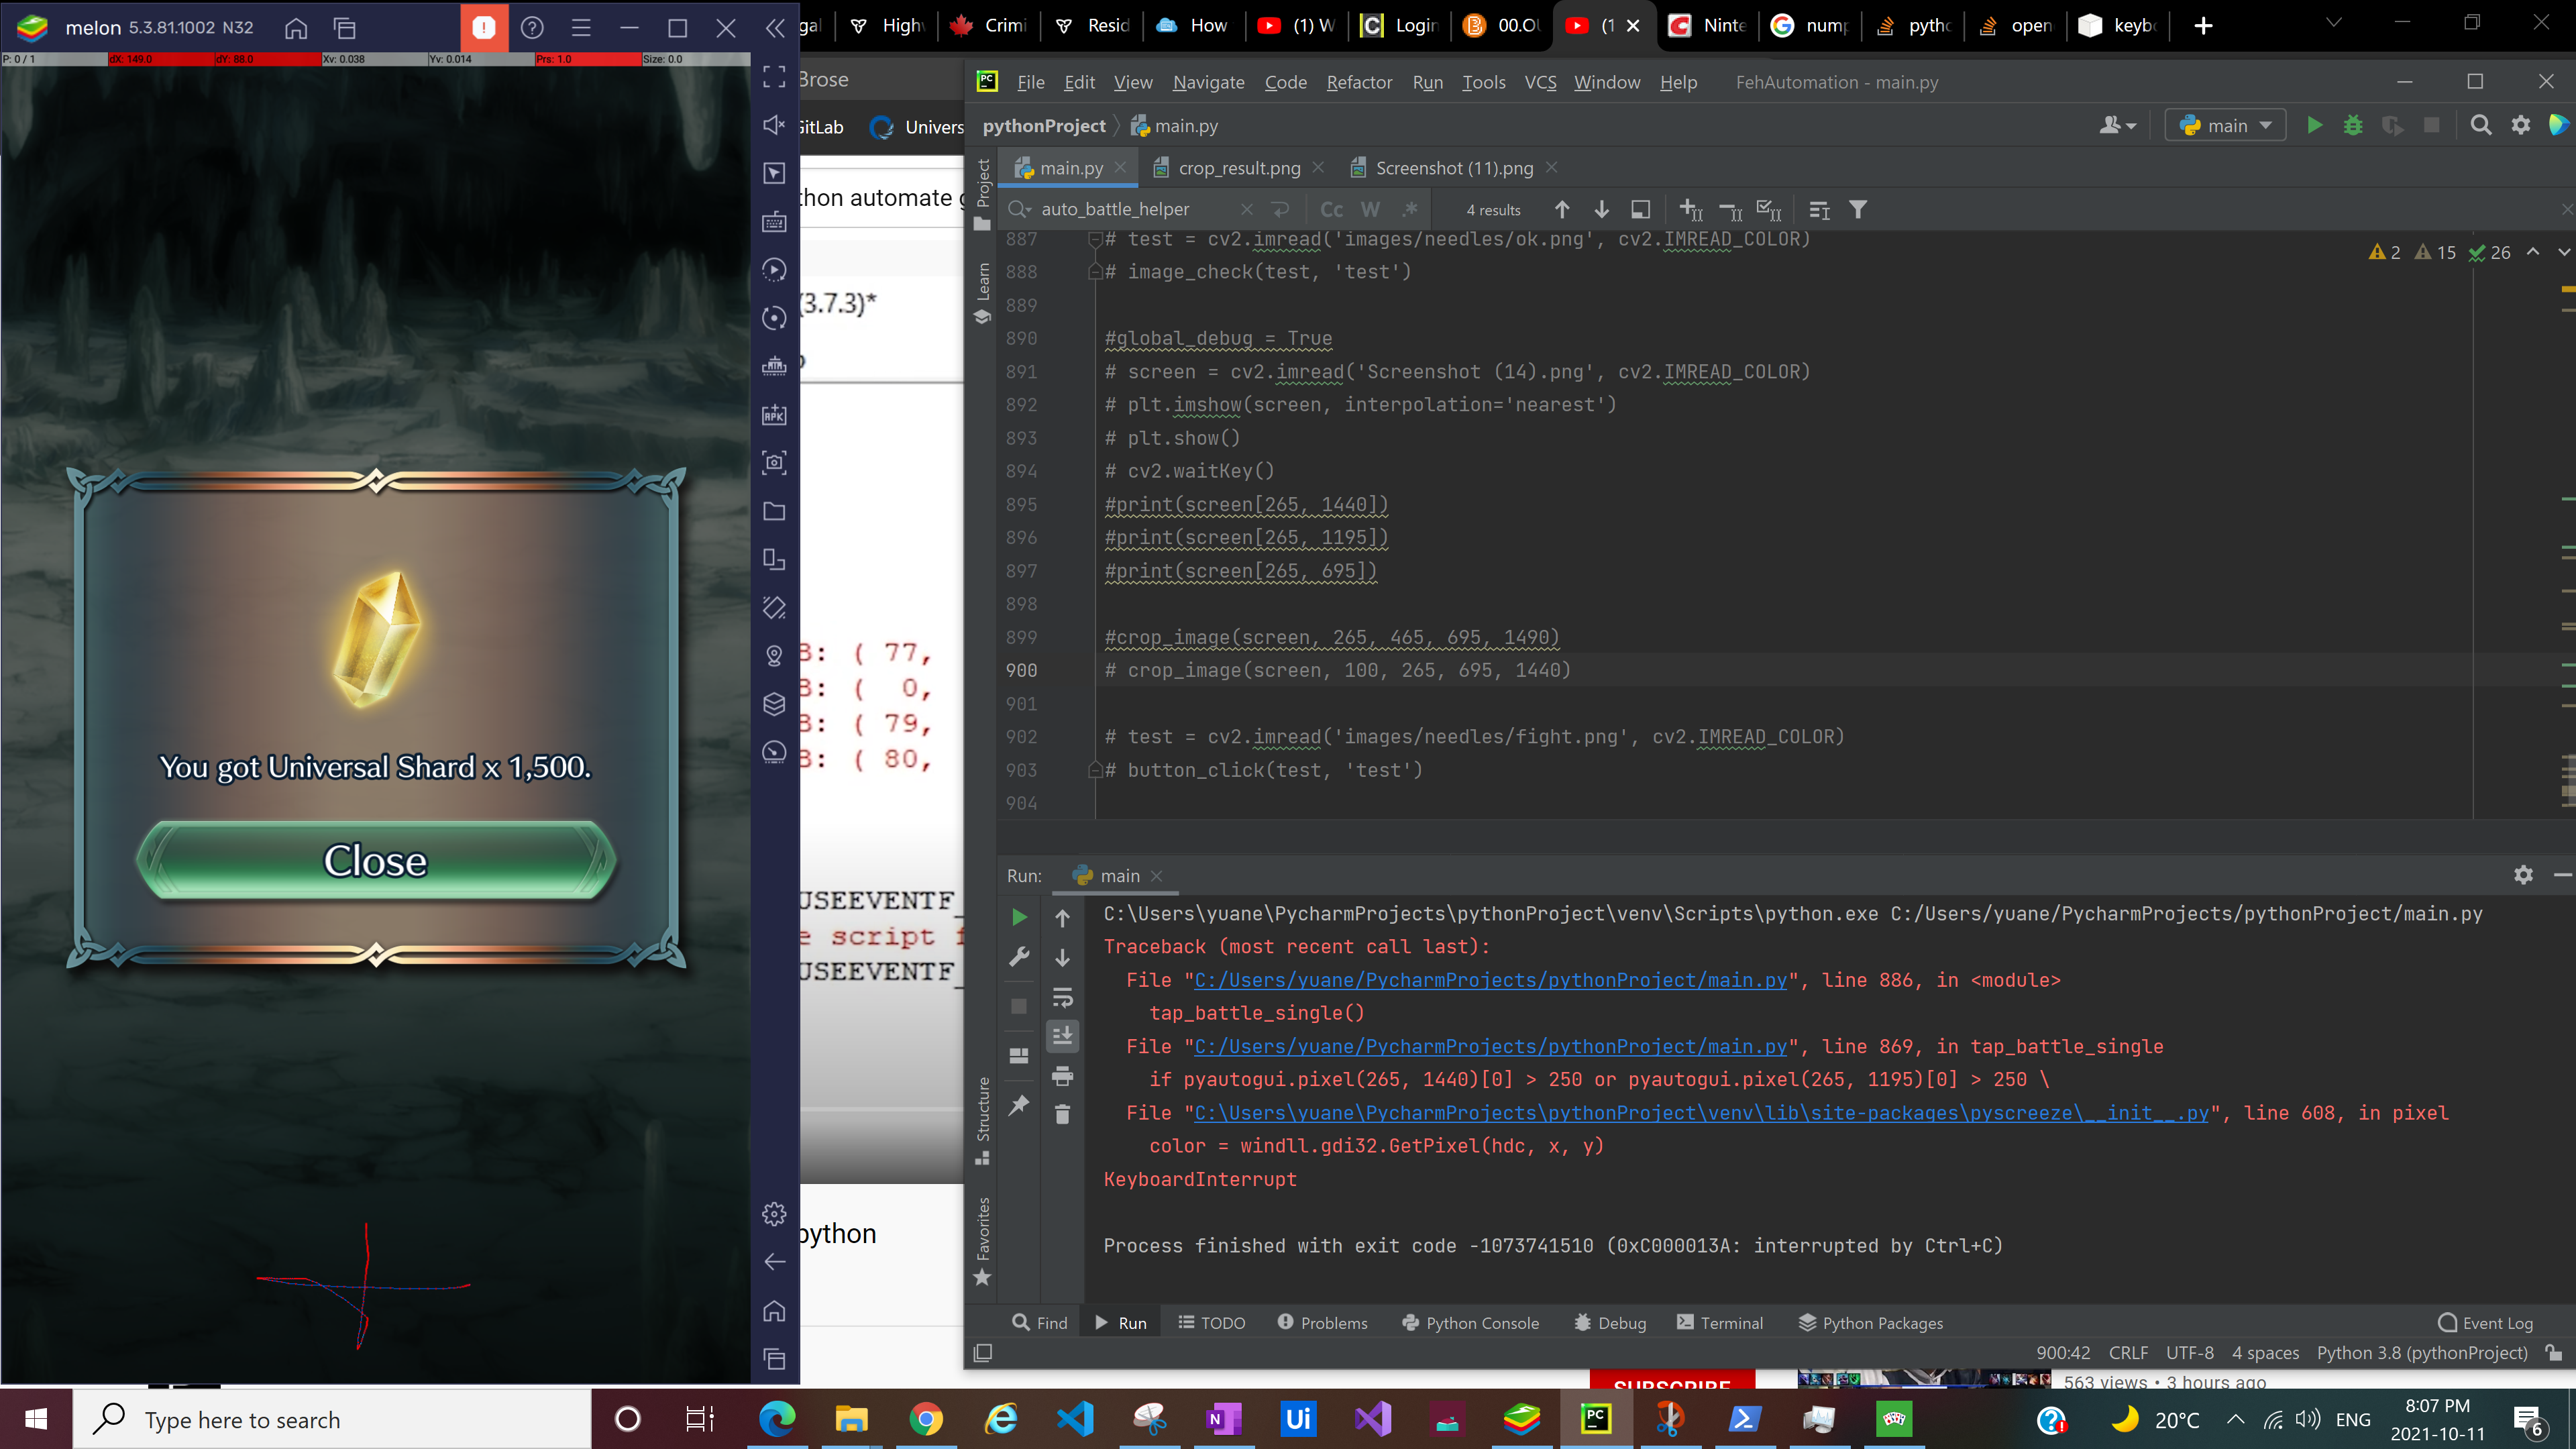 melon 5.3.81.1002 N32
P: 0 / 1 dX: 149.0 dY: 88.0 Xv: 0.038 Yv: 0.014 Prs: 1.0 Size: 0.0
You got Universal Shard x 1,500.
Close
gal High Crimi Resid How (1) W Login 00.OU (1 Ninte nump pytho open keybo
Brose
GitLab Univers
thon automate g
(3.7.3)*
B: ( 77,
B: ( 0,
B: ( 79,
B: ( 80,
USEEVENTF_
e script f
USEEVENTF_
python
SUBSCRIBE
563 views • 3 hours ago
PC File Edit View Navigate Code Refactor Run Tools VCS Window Help FehAutomation - main.py
pythonProject main.py main
main.py crop_result.png Screenshot (11).png
auto_battle_helper Cc W .* 4 results
2 15 26
Project
Learn
Structure
Favorites
887 # test = cv2.imread('images/needles/ok.png', cv2.IMREAD_COLOR)
888 # image_check(test, 'test')
889
890 #global_debug = True
891 # screen = cv2.imread('Screenshot (14).png', cv2.IMREAD_COLOR)
892 # plt.imshow(screen, interpolation='nearest')
893 # plt.show()
894 # cv2.waitKey()
895 #print(screen[265, 1440])
896 #print(screen[265, 1195])
897 #print(screen[265, 695])
898
899 #crop_image(screen, 265, 465, 695, 1490)
900 # crop_image(screen, 100, 265, 695, 1440)
901
902 # test = cv2.imread('images/needles/fight.png', cv2.IMREAD_COLOR)
903 # button_click(test, 'test')
904
Run: main
C:\Users\yuane\PycharmProjects\pythonProject\venv\Scripts\python.exe C:/Users/yuane/PycharmProjects/pythonProject/main.py
Traceback (most recent call last):
File "C:/Users/yuane/PycharmProjects/pythonProject/main.py", line 886, in <module>
tap_battle_single()
File "C:/Users/yuane/PycharmProjects/pythonProject/main.py", line 869, in tap_battle_single
if pyautogui.pixel(265, 1440)[0] > 250 or pyautogui.pixel(265, 1195)[0] > 250 \
File "C:\Users\yuane\PycharmProjects\pythonProject\venv\lib\site-packages\pyscreeze\__init__.py", line 608, in pixel
color = windll.gdi32.GetPixel(hdc, x, y)
KeyboardInterrupt
Process finished with exit code -1073741510 (0xC000013A: interrupted by Ctrl+C)
Find Run TODO Problems Python Console Debug Terminal Python Packages Event Log
900:42 CRLF UTF-8 4 spaces Python 3.8 (pythonProject)
Type here to search
20°C ENG 8:07 PM
2021-10-11 6